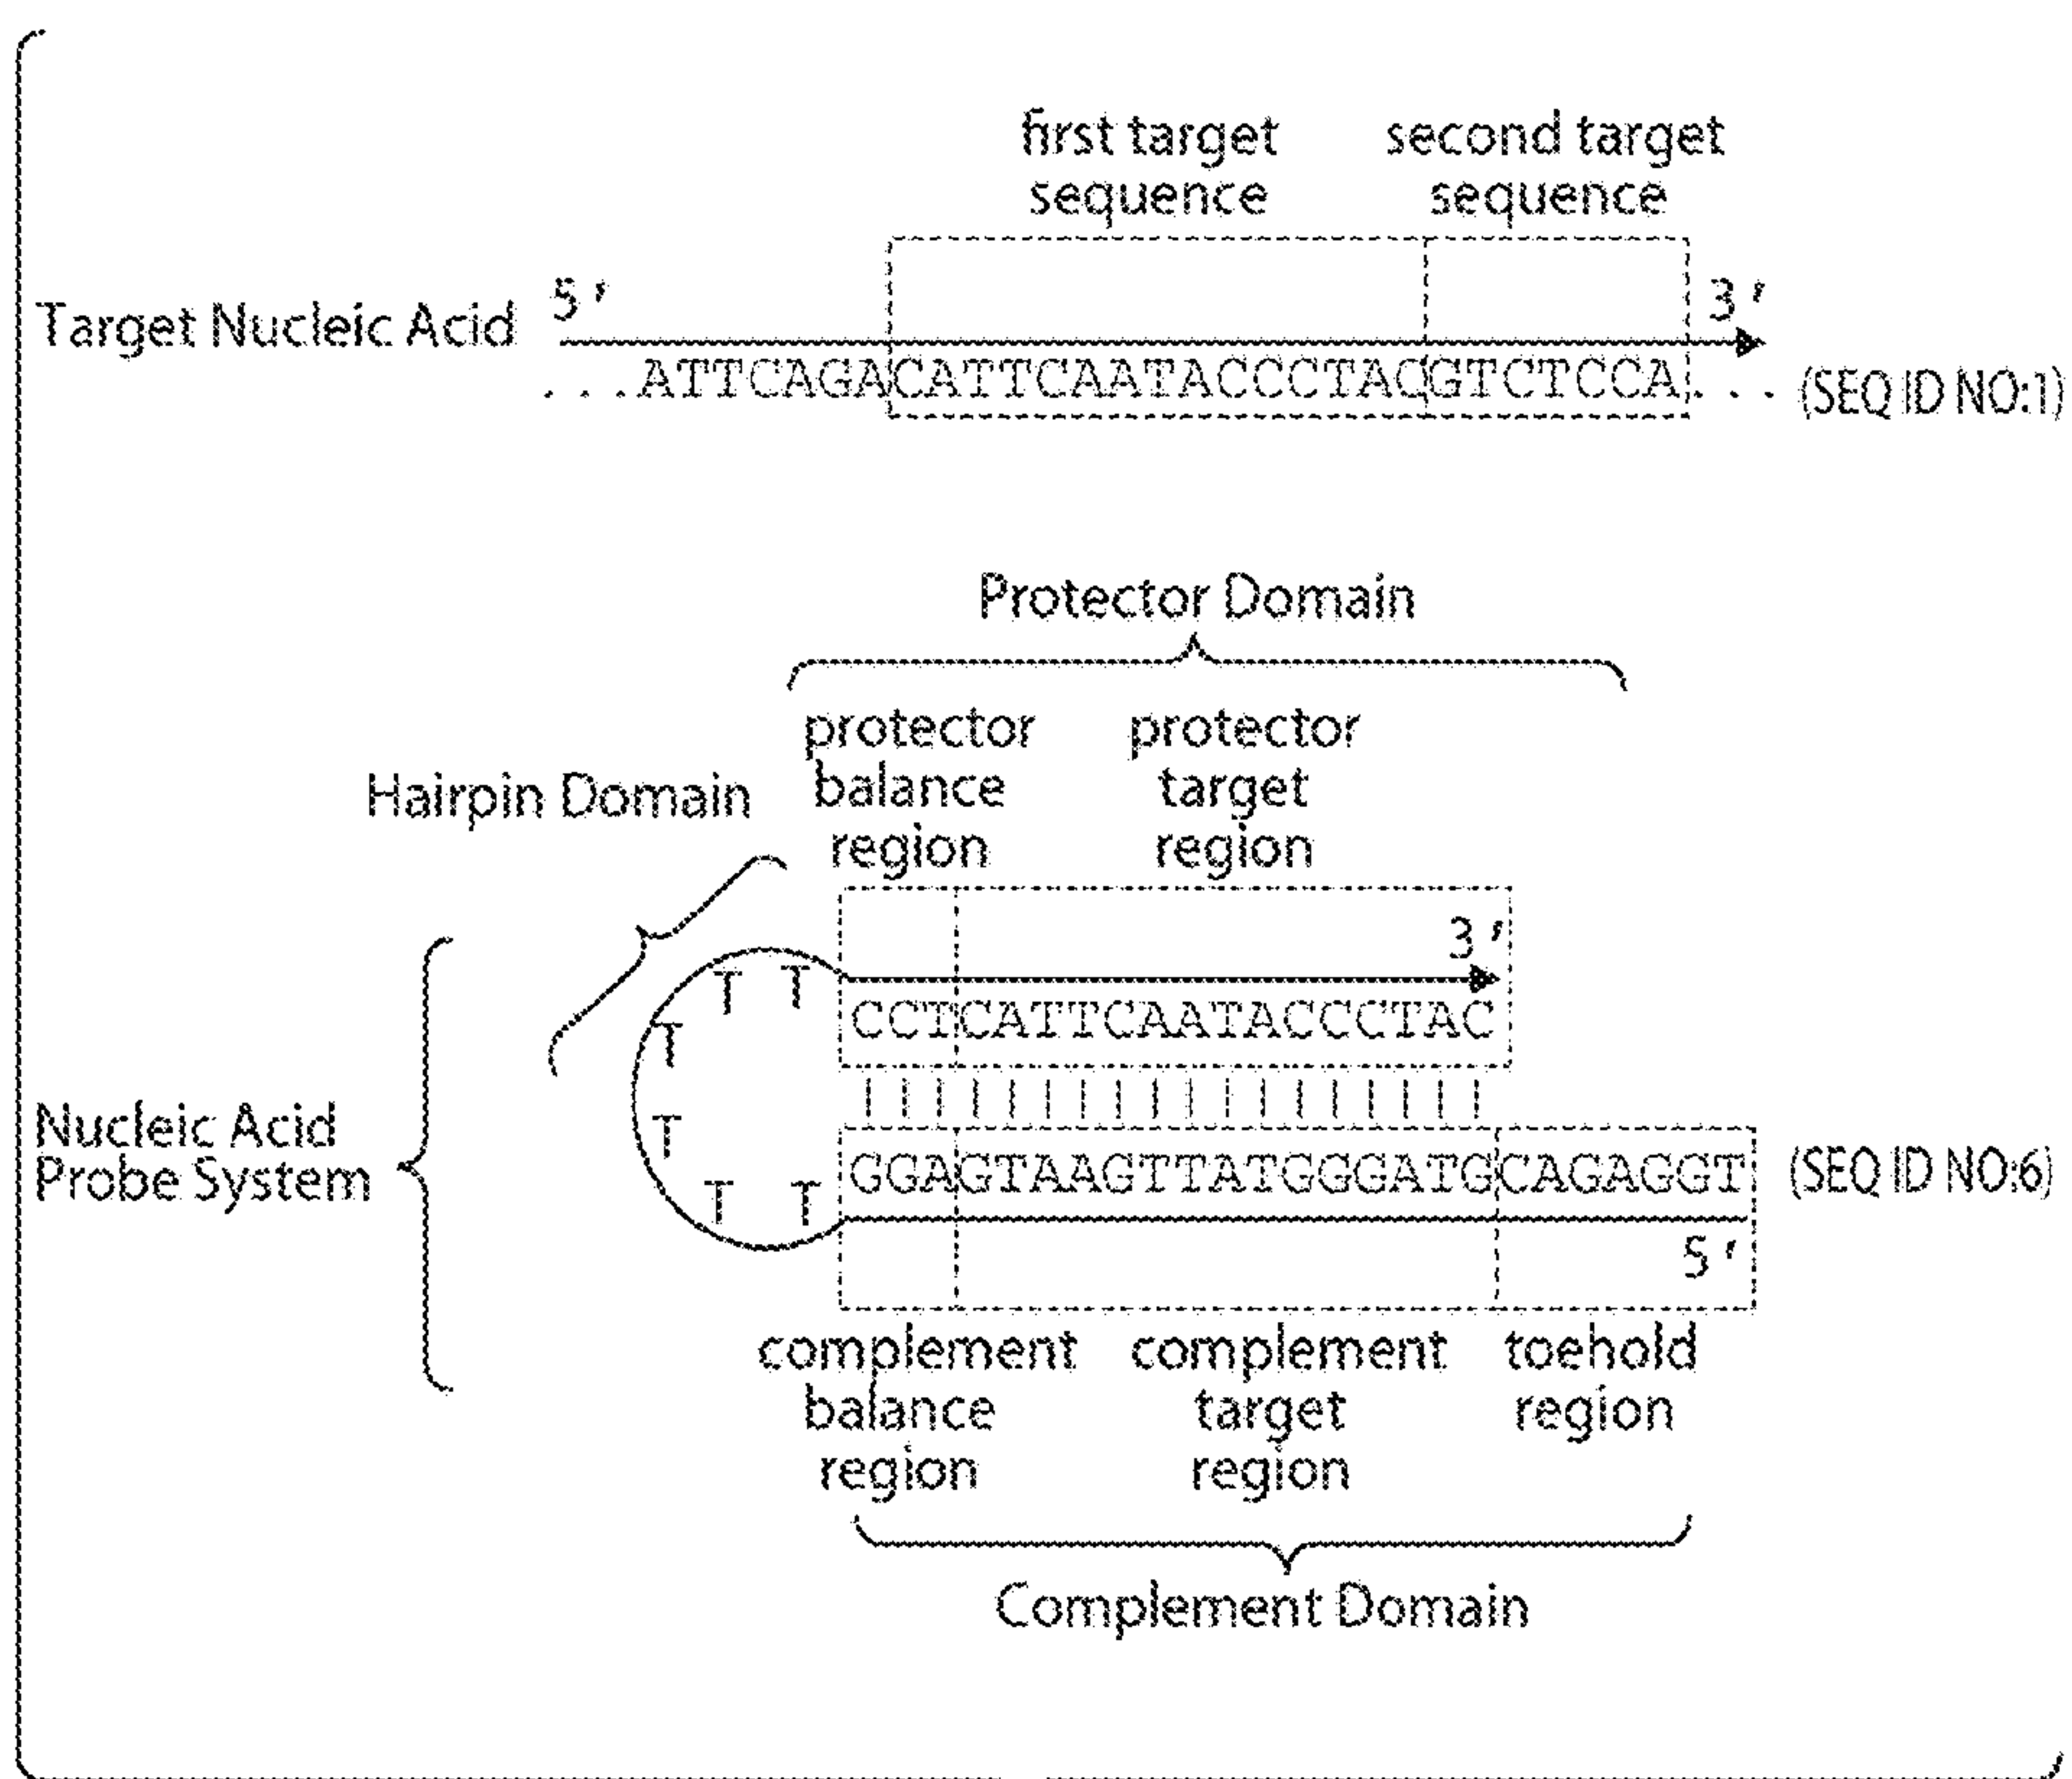 first target
sequence
second target
sequence
Target Nucleic Acid
5'
3'
...ATTCAGACATTCAATACCCTACGTCTCCA... (SEQ ID NO:1)
Protector Domain
protector
balance
region
protector
target
region
Hairpin Domain
3'
T T
T
T
T T
CCTCATTCAATACCCTAC
Nucleic Acid
Probe System
GGAGTAAGTTATGGGATGCAGAGGT (SEQ ID NO:6)
5'
complement
balance
region
complement
target
region
toehold
region
Complement Domain